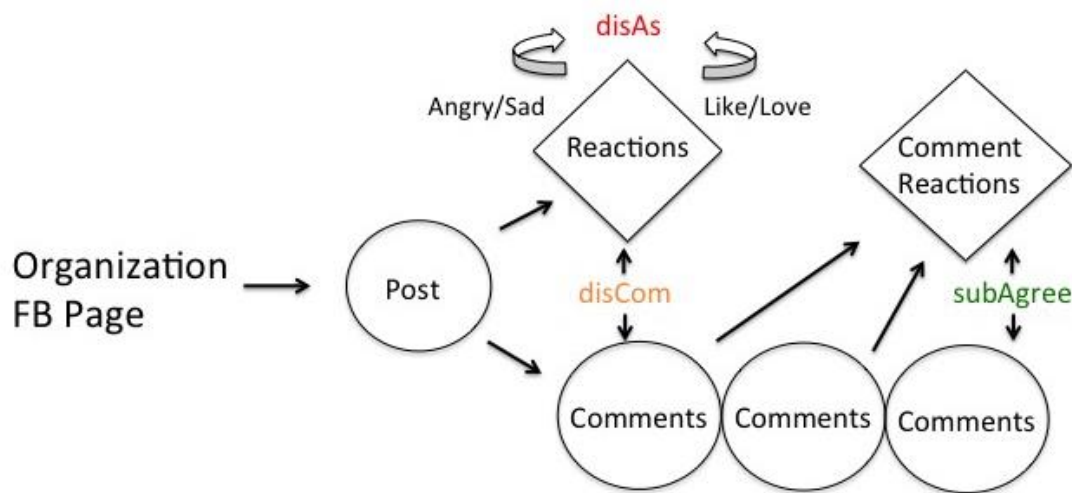 disAs
Angry/Sad
Like/Love
Reactions
Comment
Reactions
Organization
FB Page
Post
disCom
subAgree
Comments
Comments
Comments